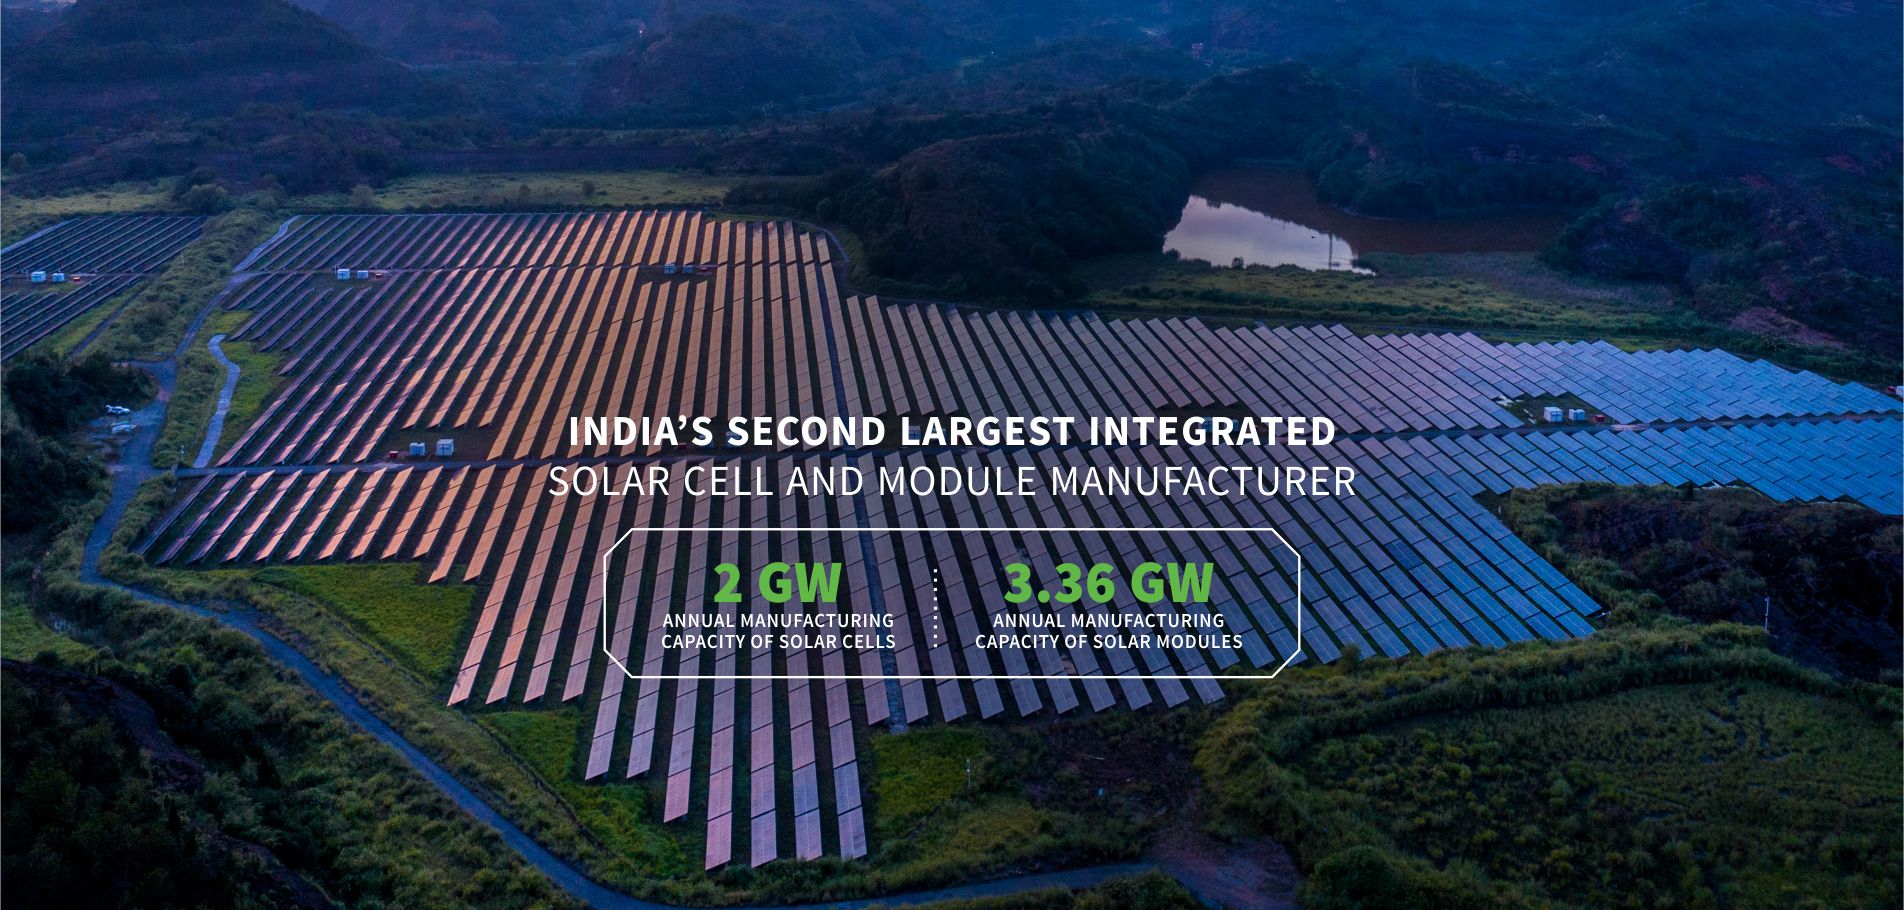 INDIA’S SECOND LARGEST INTEGRATED
SOLAR CELL AND MODULE MANUFACTURER
2 GW
ANNUAL MANUFACTURING
CAPACITY OF SOLAR CELLS
3.36 GW
ANNUAL MANUFACTURING
CAPACITY OF SOLAR MODULES